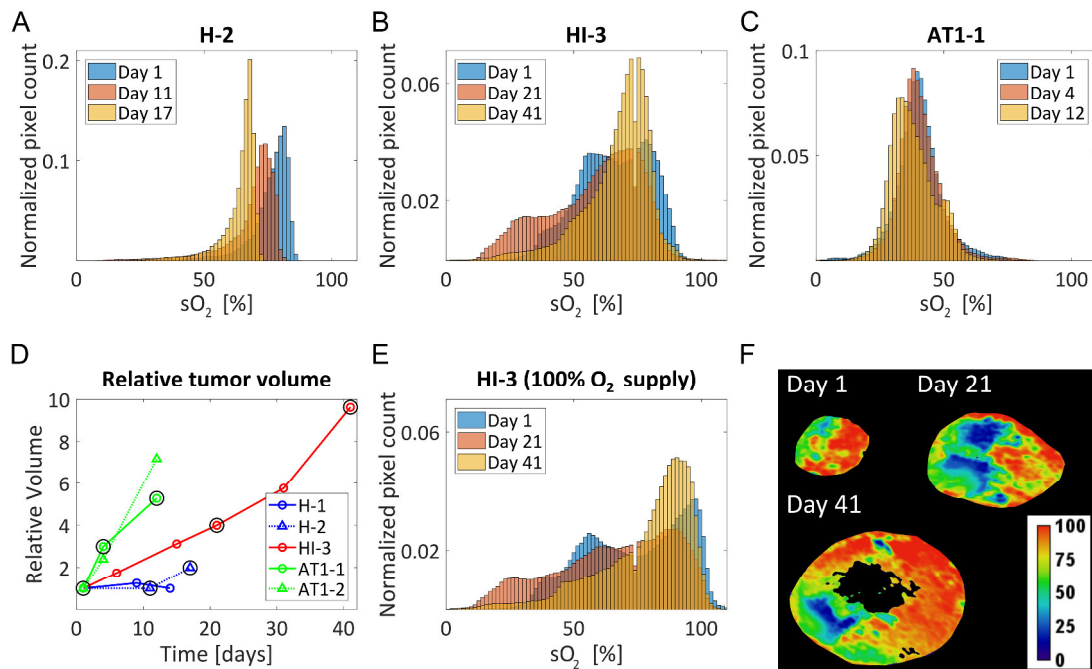 A
H-2
Normalized pixel count
0.2
0.1
Day 1
Day 11
Day 17
0 50 100
sO₂ [%]
B
HI-3
Normalized pixel count
0.06
0.02
Day 1
Day 21
Day 41
0 50 100
sO₂ [%]
C
AT1-1
Normalized pixel count
0.1
0.05
Day 1
Day 4
Day 12
0 50 100
sO₂ [%]
D
Relative tumor volume
Relative Volume
10
8
6
4
2
H-1
H-2
HI-3
AT1-1
AT1-2
0 10 20 30 40
Time [days]
E
HI-3 (100% O₂ supply)
Normalized pixel count
0.06
0.02
Day 1
Day 21
Day 41
0 50 100
sO₂ [%]
F
Day 1
Day 21
Day 41
100
75
50
25
0